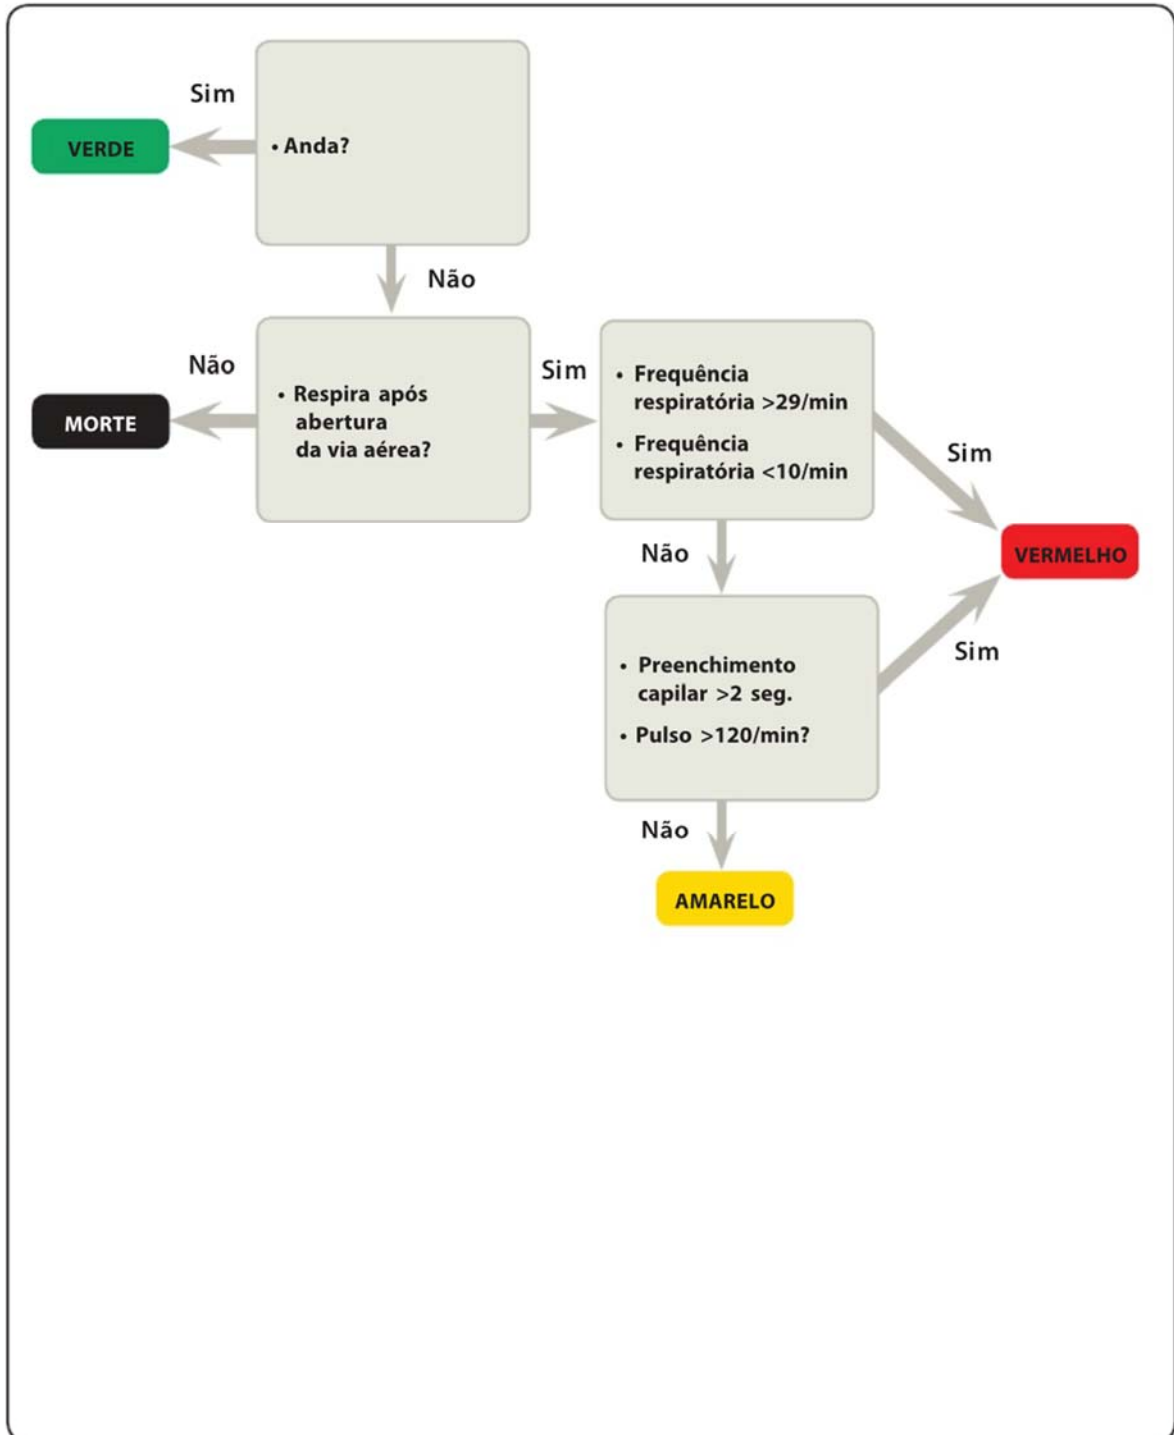 Sim
VERDE
• Anda?
Não
Não
MORTE
• Respira após
abertura
da via aérea?
Sim
• Frequência
respiratória >29/min
• Frequência
respiratória <10/min
Sim
VERMELHO
Não
• Preenchimento
capilar >2 seg.
• Pulso >120/min?
Sim
Não
AMARELO